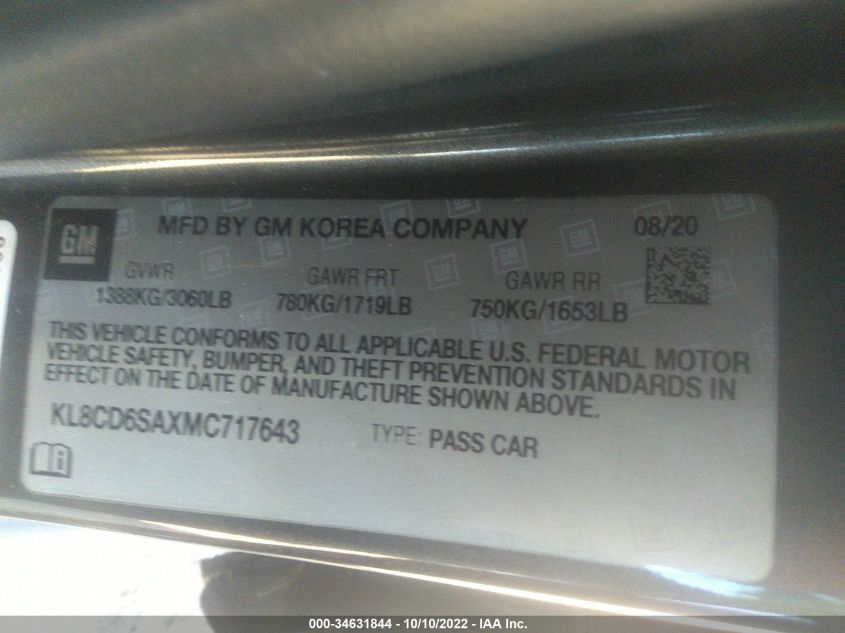 GM
MFD BY GM KOREA COMPANY 08/20
GVWR GAWR FRT GAWR RR
1388KG/3060LB 780KG/1719LB 750KG/1653LB
THIS VEHICLE CONFORMS TO ALL APPLICABLE U.S. FEDERAL MOTOR
VEHICLE SAFETY, BUMPER, AND THEFT PREVENTION STANDARDS IN
EFFECT ON THE DATE OF MANUFACTURE SHOWN ABOVE.
KL8CD6SAXMC717643 TYPE: PASS CAR
000-34631844 - 10/10/2022 - IAA Inc.